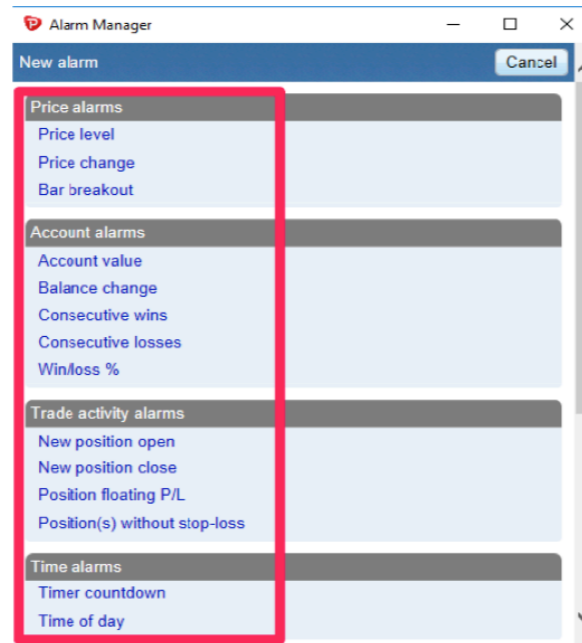 Alarm Manager
New alarm
Cancel
Price alarms
Price level
Price change
Bar breakout
Account alarms
Account value
Balance change
Consecutive wins
Consecutive losses
Win/loss %
Trade activity alarms
New position open
New position close
Position floating P/L
Position(s) without stop-loss
Time alarms
Timer countdown
Time of day